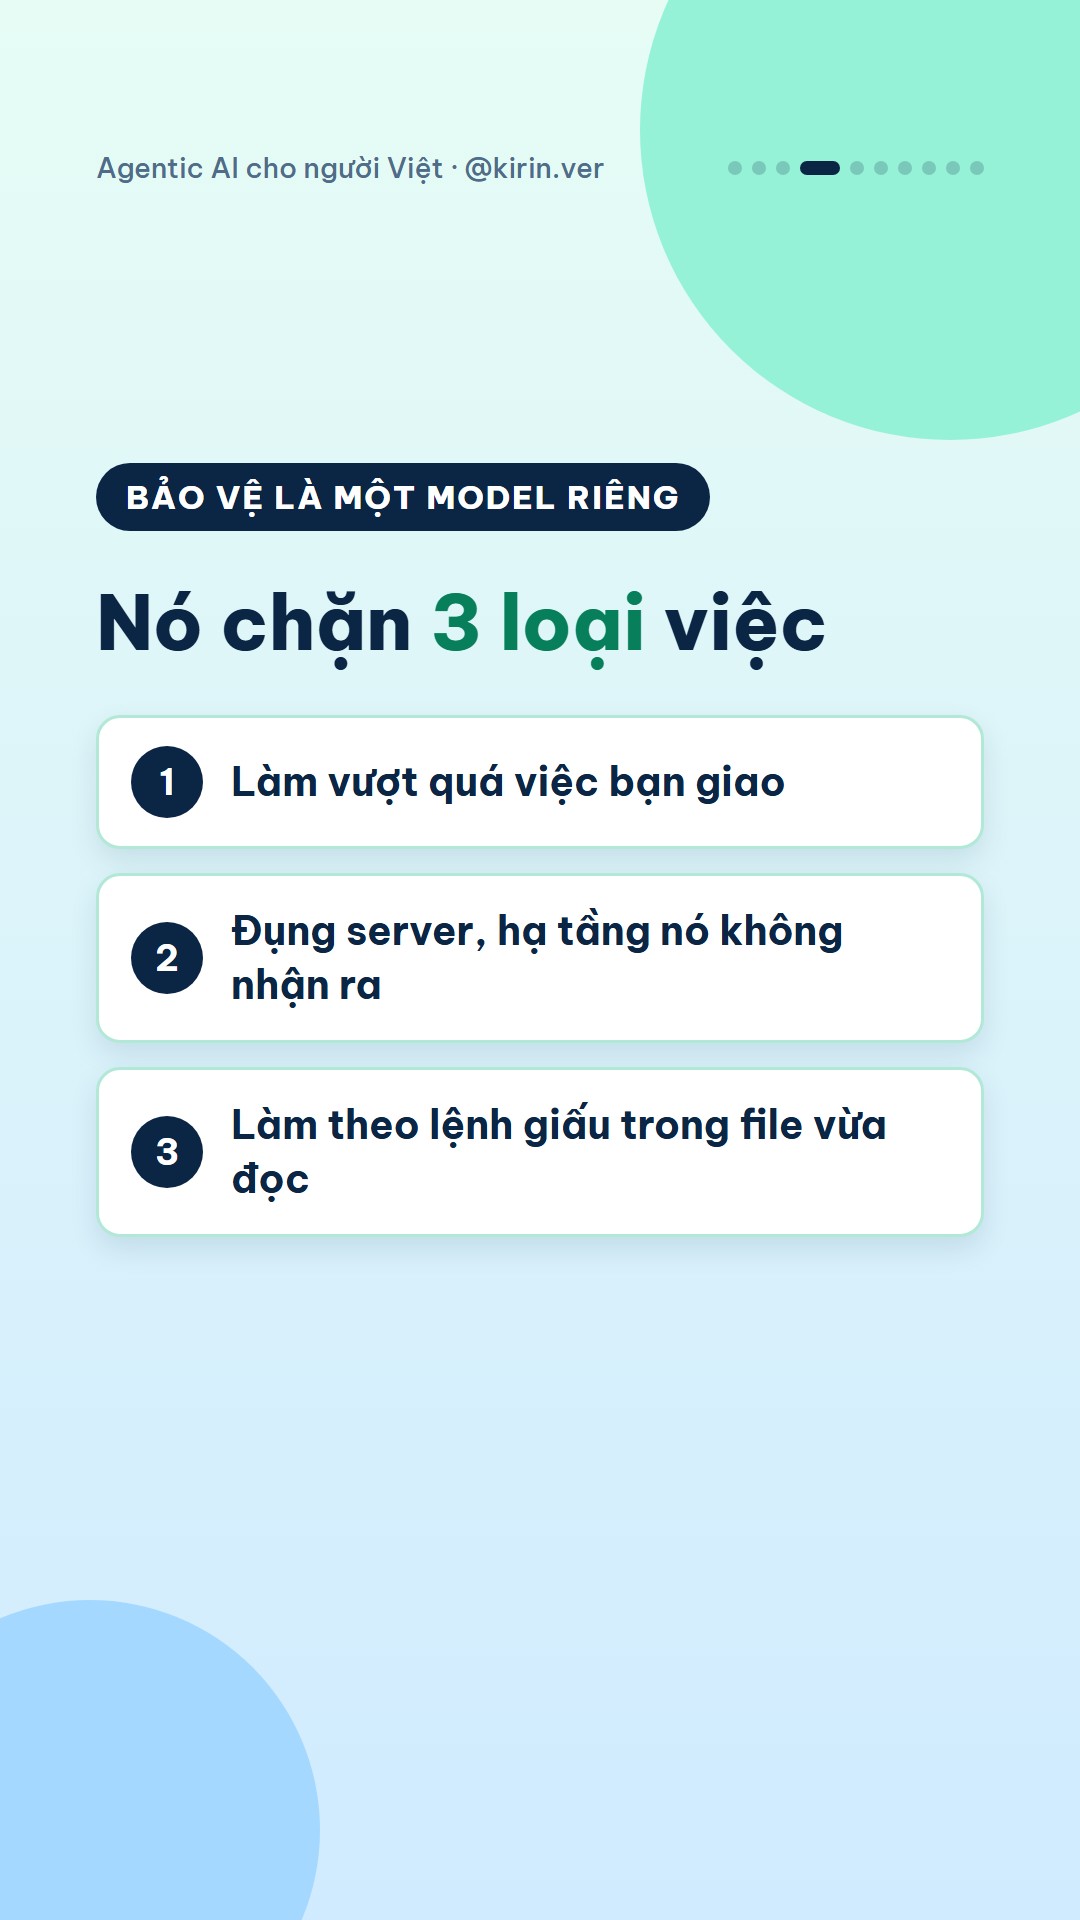 Agentic AI cho người Việt · @kirin.ver
BẢO VỆ LÀ MỘT MODEL RIÊNG
Nó chặn 3 loại việc
1 Làm vượt quá việc bạn giao
2 Đụng server, hạ tầng nó không
nhận ra
3 Làm theo lệnh giấu trong file vừa
đọc